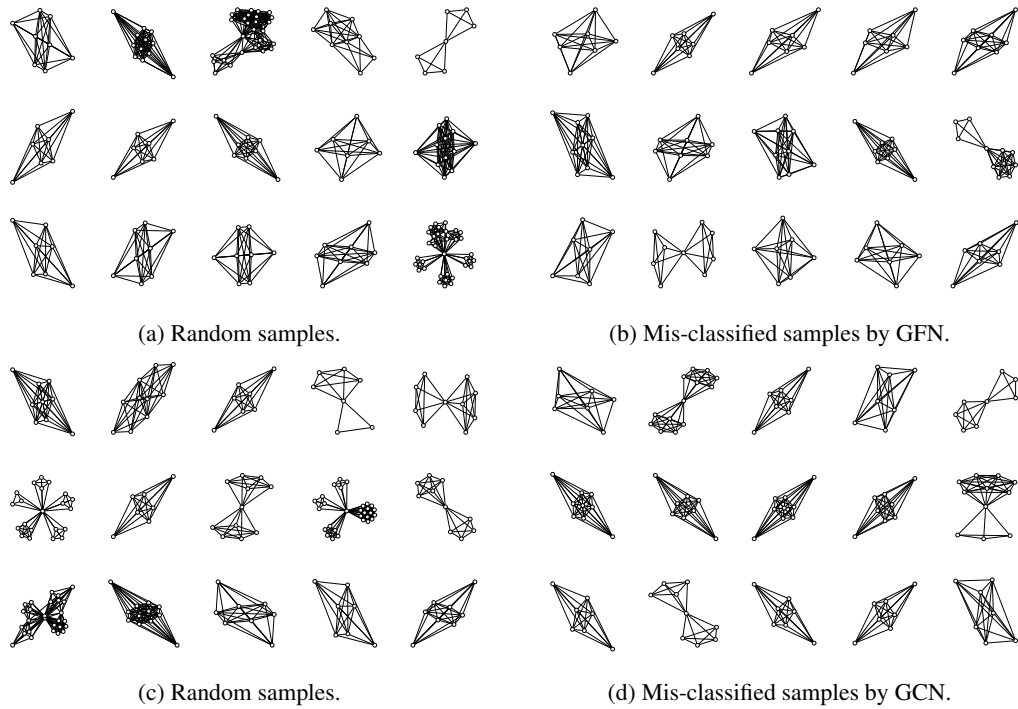 (a) Random samples.
(b) Mis-classified samples by GFN.
(c) Random samples.
(d) Mis-classified samples by GCN.